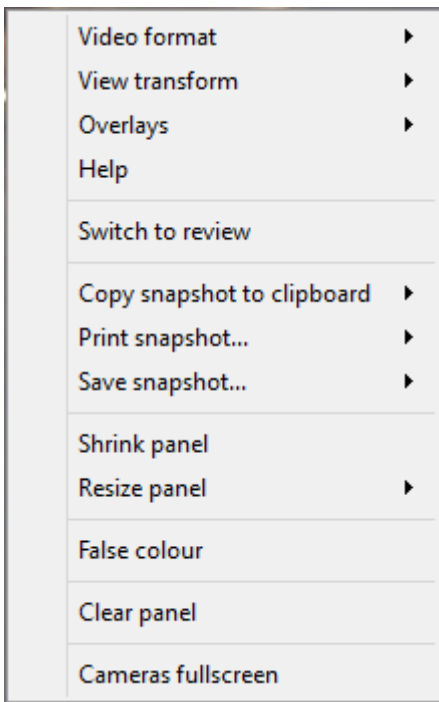 Video format
View transform
Overlays
Help
Switch to review
Copy snapshot to clipboard
Print snapshot...
Save snapshot...
Shrink panel
Resize panel
False colour
Clear panel
Cameras fullscreen